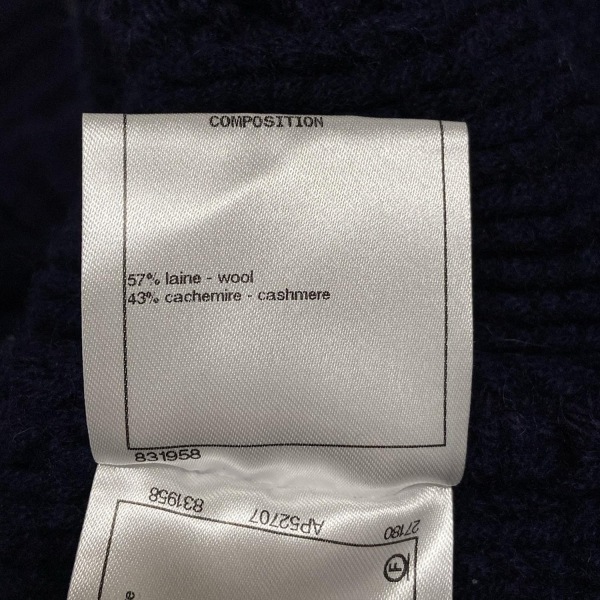 COMPOSITION
57% laine - wool
43% cachemire - cashmere
831958
831958 AP52707 27180
F
e